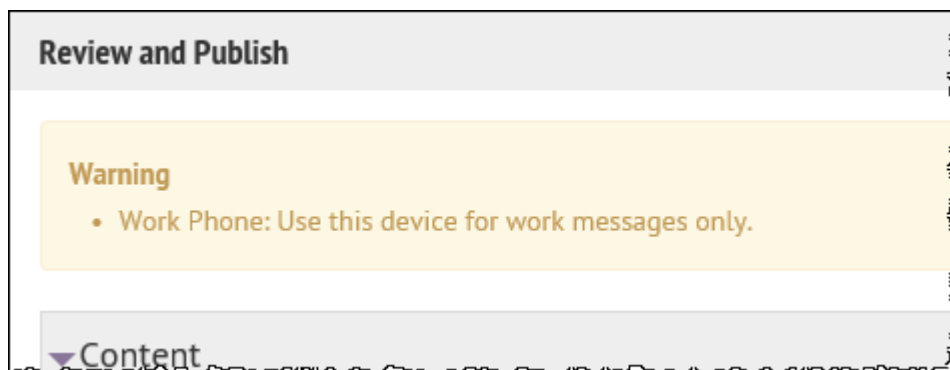 Review and Publish
Warning
• Work Phone: Use this device for work messages only.
Content